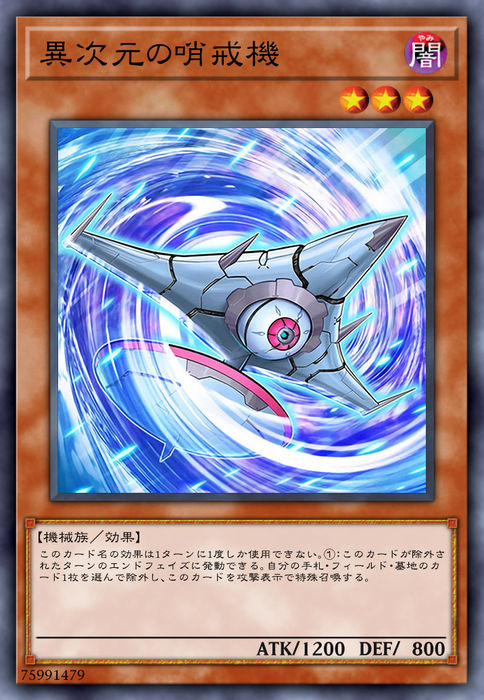 異次元の哨戒機
やみ
闇
【機械族／効果】
このカード名の効果は1ターンに1度しか使用できない。①：このカードが除外さ
れたターンのエンドフェイズに発動できる。自分の手札・フィールド・墓地のカ
ード1枚を選んで除外し、このカードを攻撃表示で特殊召喚する。
ATK/1200 DEF/ 800
75991479